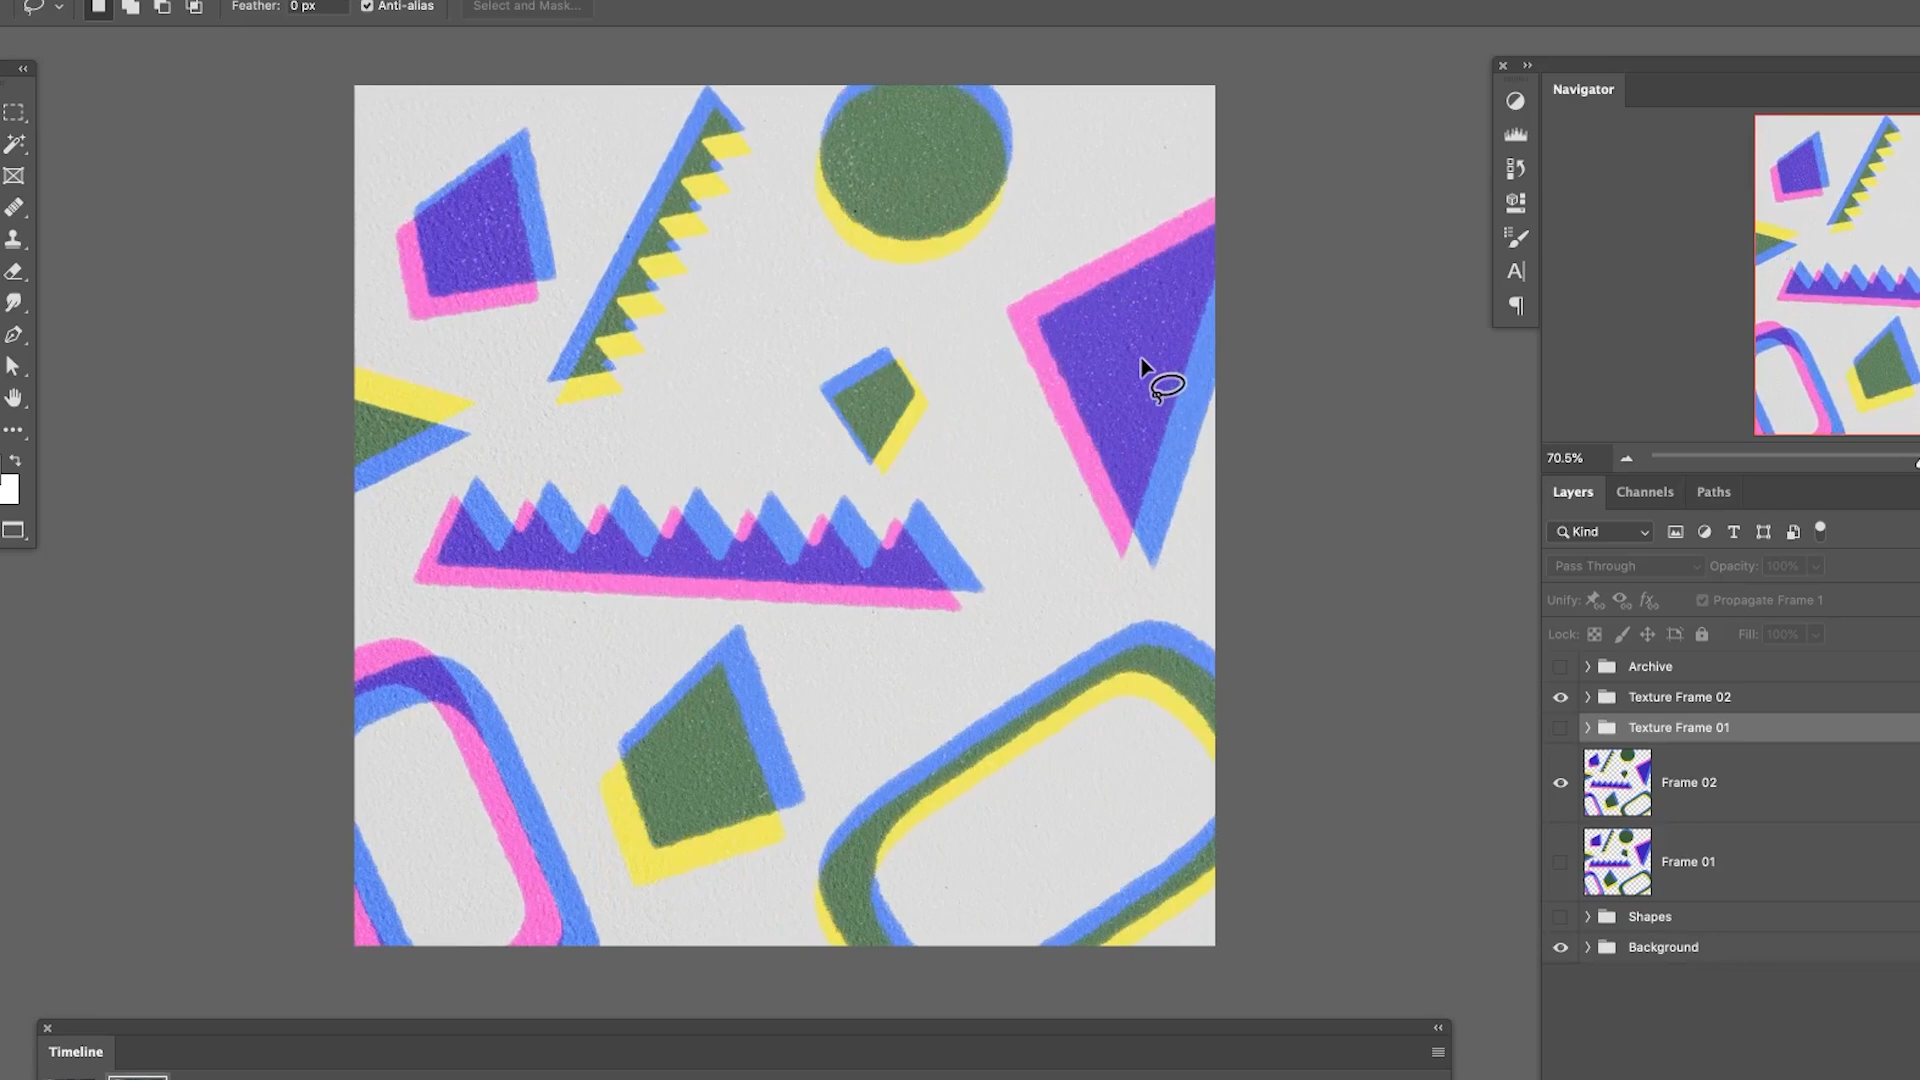 Feather: 0 px Anti-alias Select and Mask...
Navigator
70.5%
Layers Channels Paths
Kind T
Pass Through Opacity: 100%
Unify: Propagate Frame 1
Lock: Fill: 100%
Archive
Texture Frame 02
Texture Frame 01
Frame 02
Frame 01
Shapes
Background
Timeline